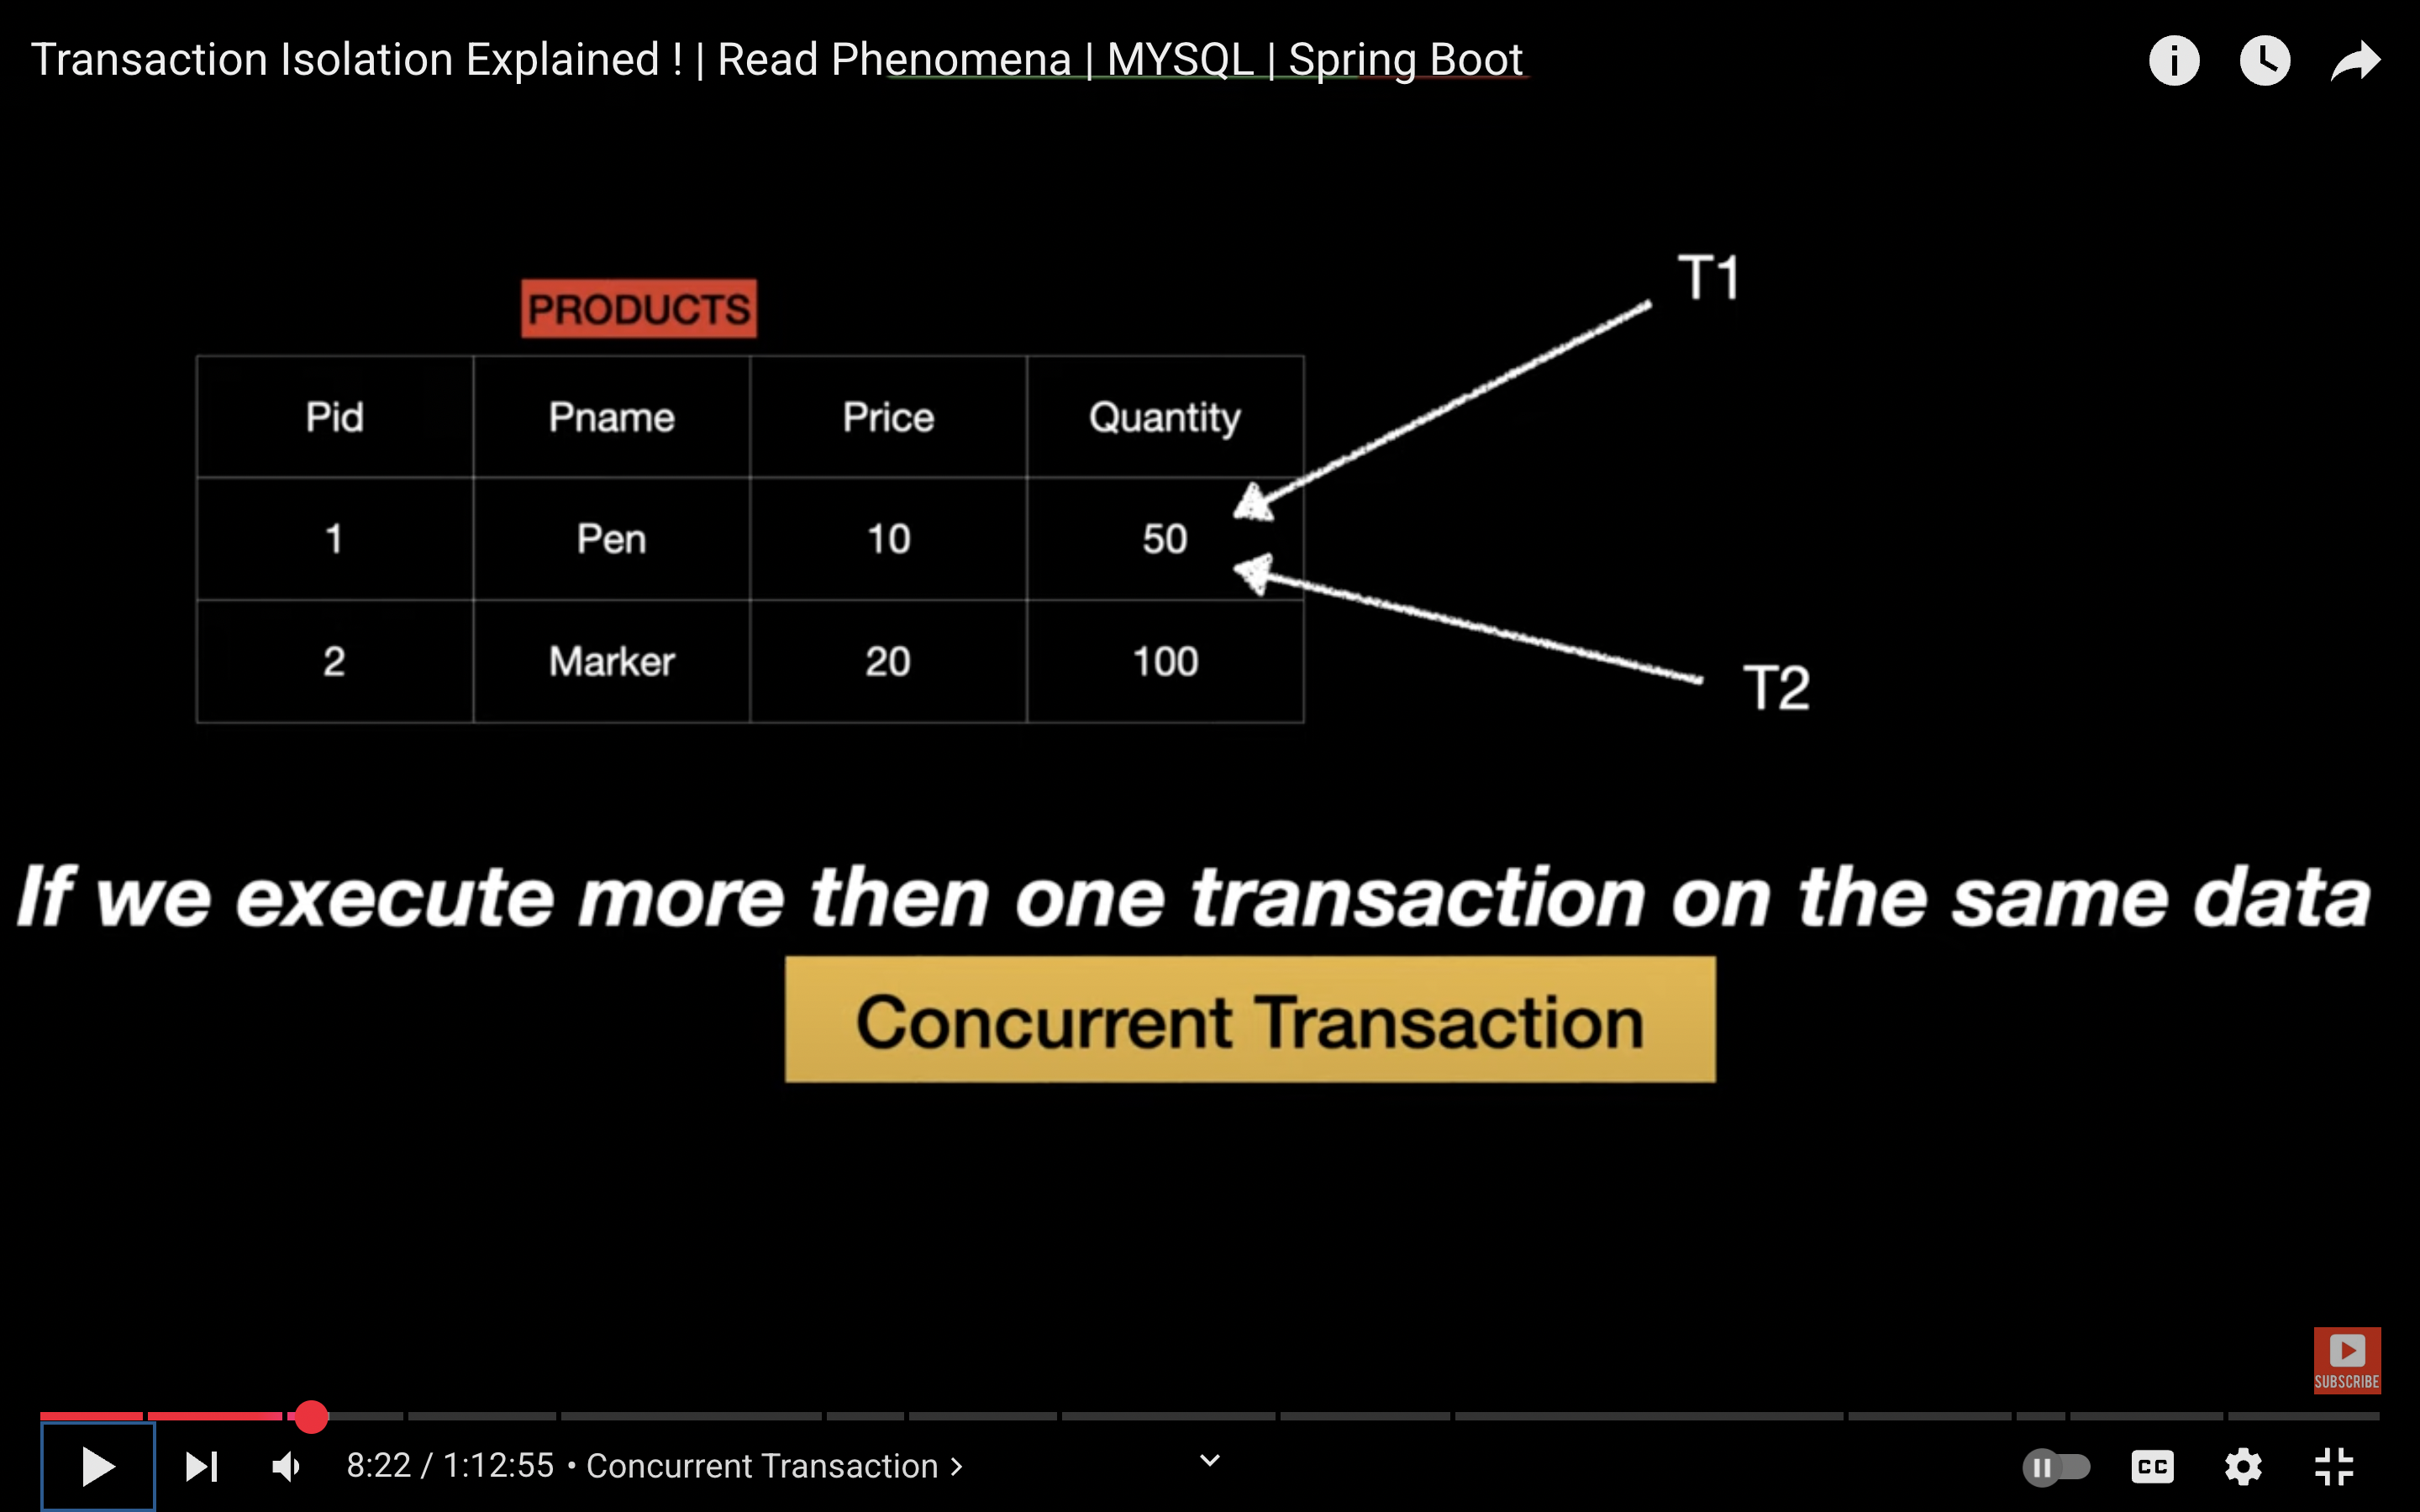 Transaction Isolation Explained ! | Read Phenomena | MYSQL | Spring Boot
T1
PRODUCTS
Pid Pname Price Quantity
1 Pen 10 50
2 Marker 20 100
T2
If we execute more then one transaction on the same data
Concurrent Transaction
SUBSCRIBE
8:22 / 1:12:55 • Concurrent Transaction >
CC